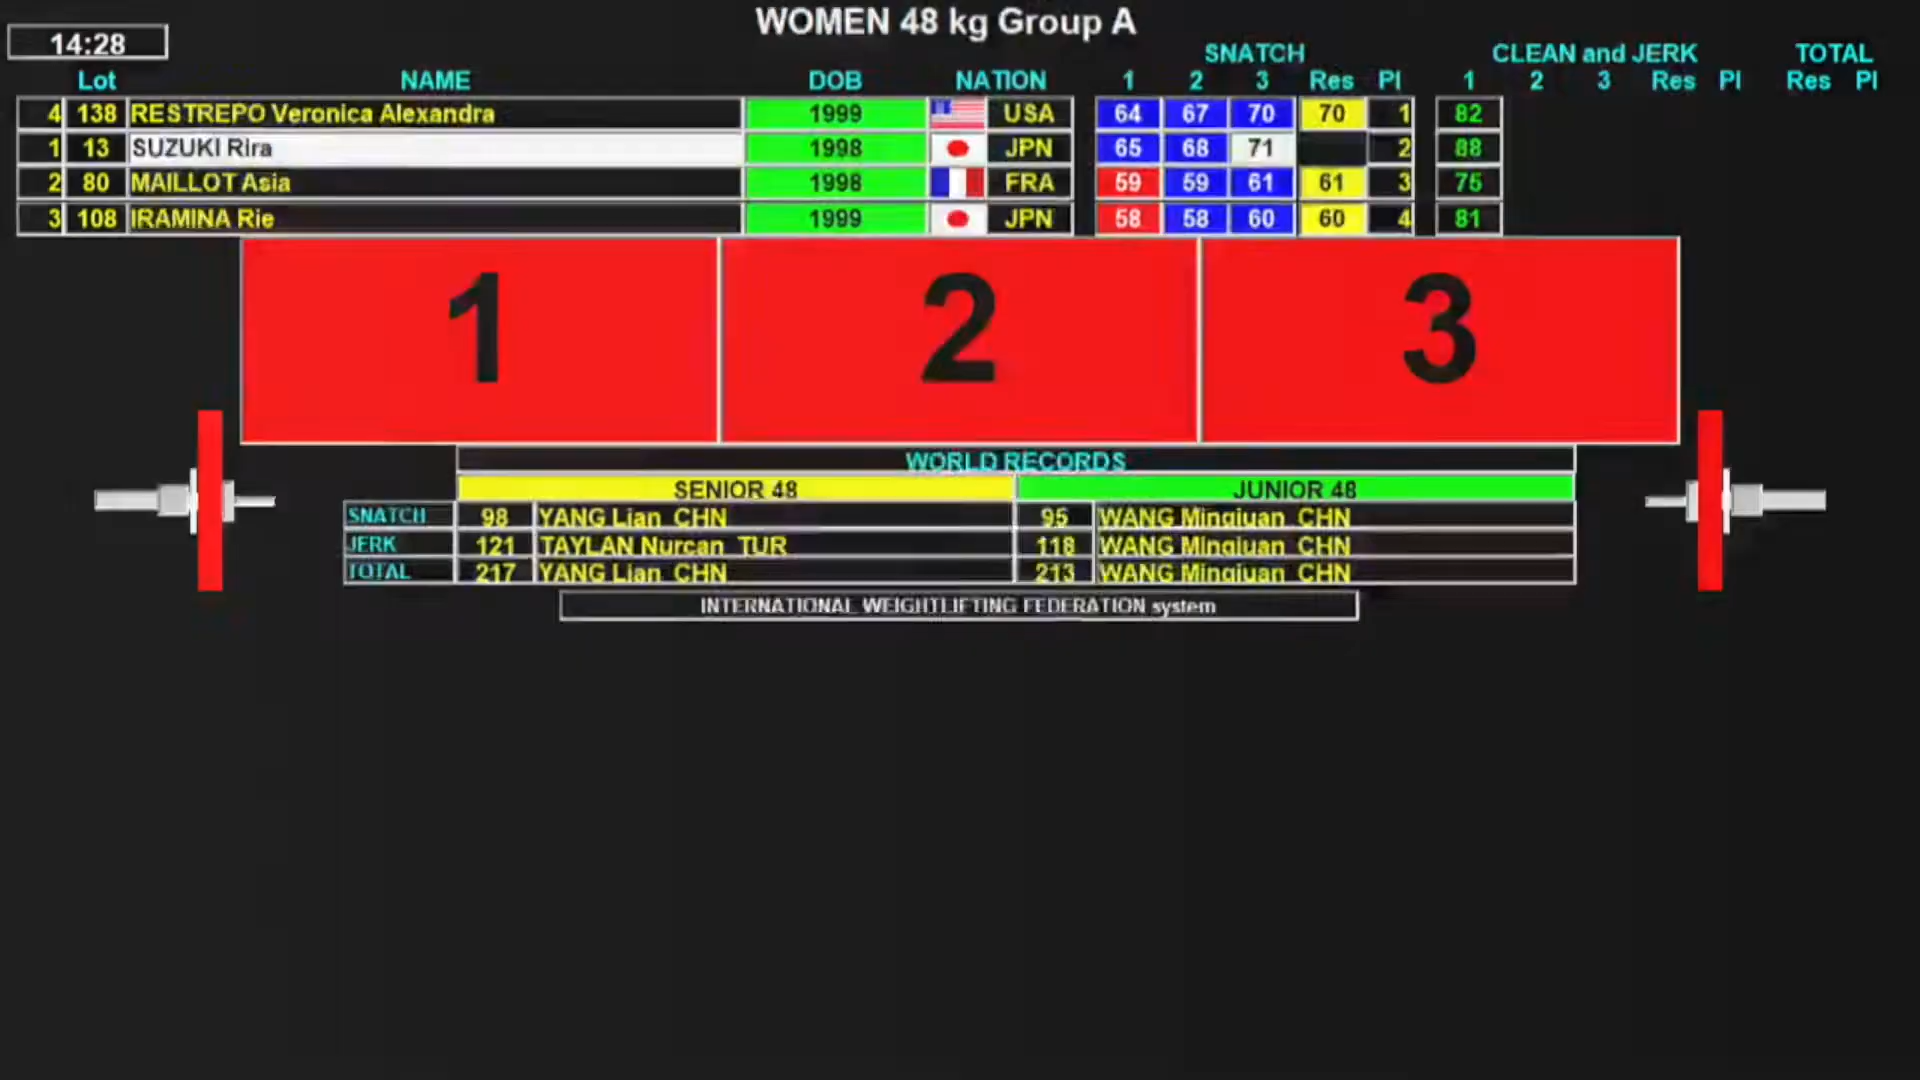 WOMEN 48 kg Group A
14:28
SNATCH CLEAN and JERK TOTAL
Lot NAME DOB NATION 1 2 3 Res Pl 1 2 3 Res Pl Res Pl
4 138 RESTREPO Veronica Alexandra 1999 USA 64 67 70 70 1 82
1 13 SUZUKI Rira 1998 JPN 65 68 71 2 88
2 80 MAILLOT Asia 1998 FRA 59 59 61 61 3 75
3 108 IRAMINA Rie 1999 JPN 58 58 60 60 4 81
1 2 3
WORLD RECORDS
SENIOR 48 JUNIOR 48
SNATCH 98 YANG Lian CHN 95 WANG Mingjuan CHN
JERK 121 TAYLAN Nurcan TUR 118 WANG Mingjuan CHN
TOTAL 217 YANG Lian CHN 213 WANG Mingjuan CHN
INTERNATIONAL WEIGHTLIFTING FEDERATION system